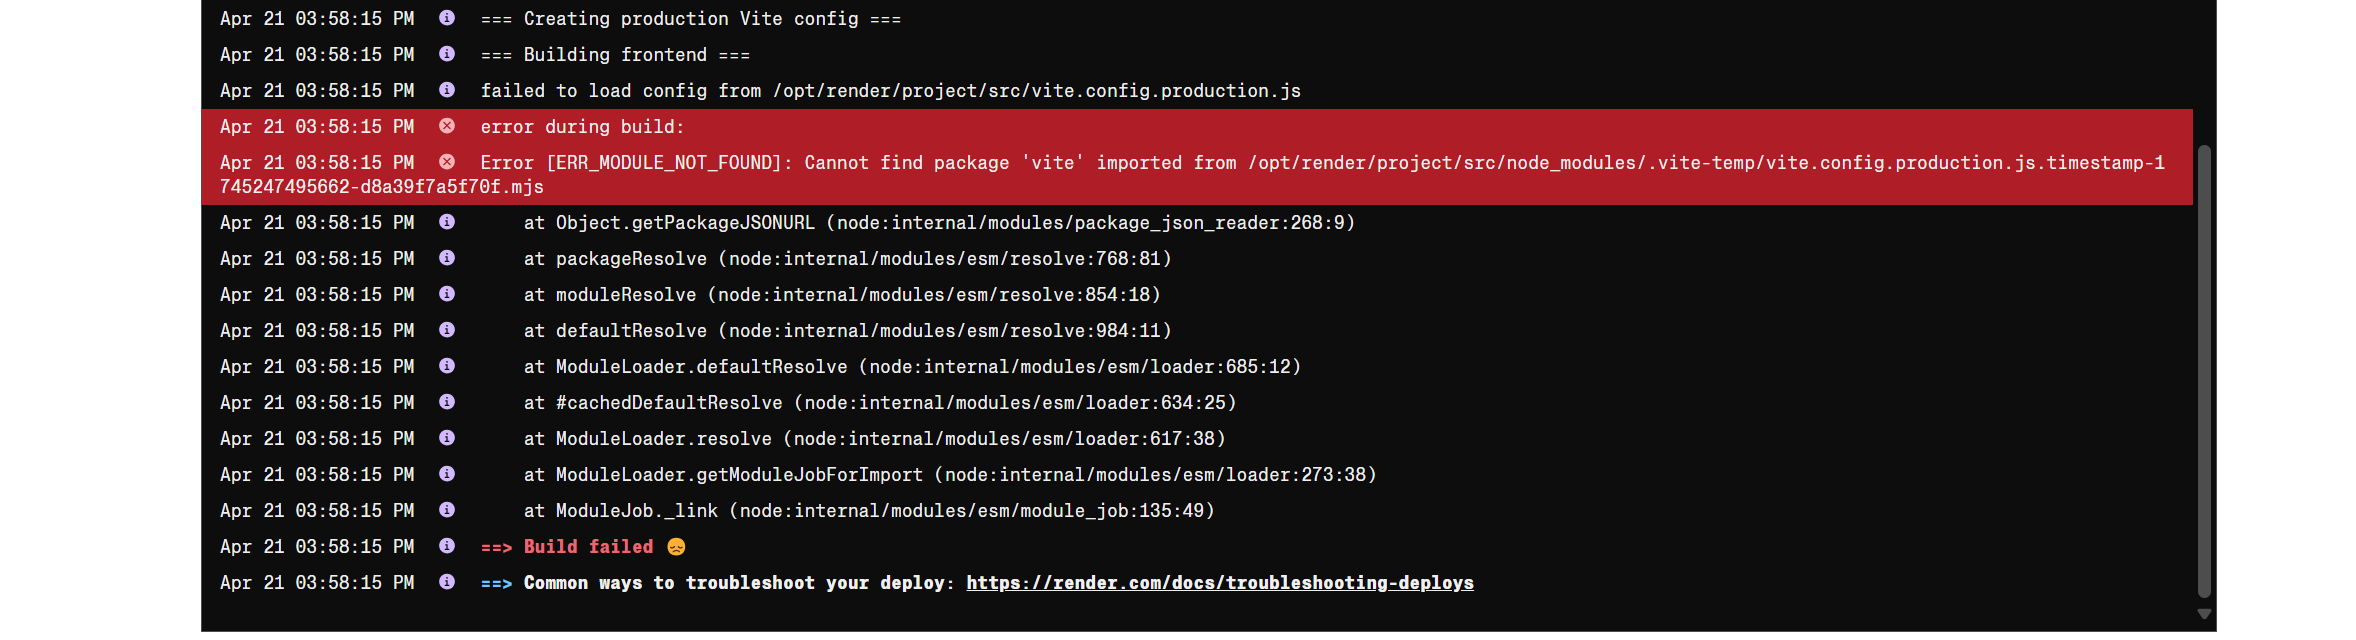 Apr 21 03:58:15 PM === Creating production Vite config ===
Apr 21 03:58:15 PM === Building frontend ===
Apr 21 03:58:15 PM failed to load config from /opt/render/project/src/vite.config.production.js
Apr 21 03:58:15 PM error during build:
Apr 21 03:58:15 PM Error [ERR_MODULE_NOT_FOUND]: Cannot find package 'vite' imported from /opt/render/project/src/node_modules/.vite-temp/vite.config.production.js.timestamp-1
745247495662-d8a39f7a5f70f.mjs
Apr 21 03:58:15 PM at Object.getPackageJSONURL (node:internal/modules/package_json_reader:268:9)
Apr 21 03:58:15 PM at packageResolve (node:internal/modules/esm/resolve:768:81)
Apr 21 03:58:15 PM at moduleResolve (node:internal/modules/esm/resolve:854:18)
Apr 21 03:58:15 PM at defaultResolve (node:internal/modules/esm/resolve:984:11)
Apr 21 03:58:15 PM at ModuleLoader.defaultResolve (node:internal/modules/esm/loader:685:12)
Apr 21 03:58:15 PM at #cachedDefaultResolve (node:internal/modules/esm/loader:634:25)
Apr 21 03:58:15 PM at ModuleLoader.resolve (node:internal/modules/esm/loader:617:38)
Apr 21 03:58:15 PM at ModuleLoader.getModuleJobForImport (node:internal/modules/esm/loader:273:38)
Apr 21 03:58:15 PM at ModuleJob._link (node:internal/modules/esm/module_job:135:49)
Apr 21 03:58:15 PM ==> Build failed 😞
Apr 21 03:58:15 PM ==> Common ways to troubleshoot your deploy: https://render.com/docs/troubleshooting-deploys